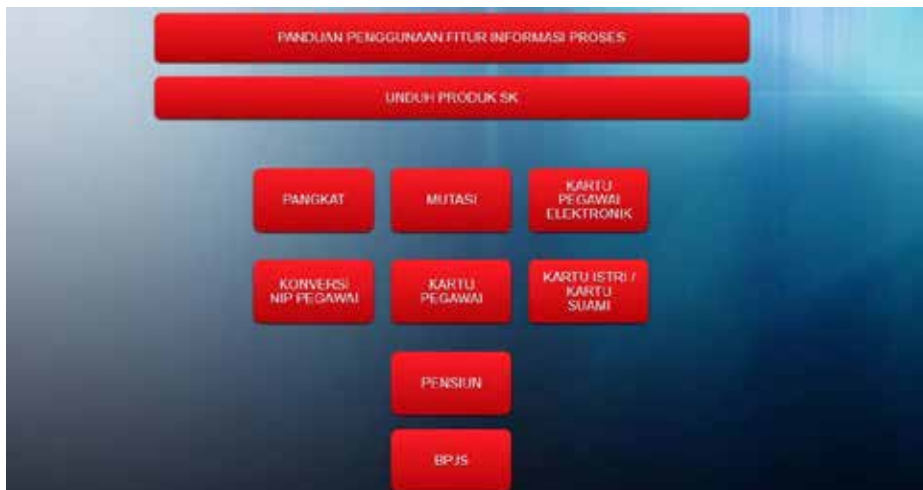 PANDUAN PENGGUNAAN FITUR INFORMASI PROSES
UNDUH PRODUK SK
PANGKAT
MUTASI
KARTU
PEGAWAI
ELEKTRONIK
KONVERSI
NIP PEGAWAI
KARTU
PEGAWAI
KARTU ISTRI /
KARTU
SUAMI
PENSIUN
BPJS